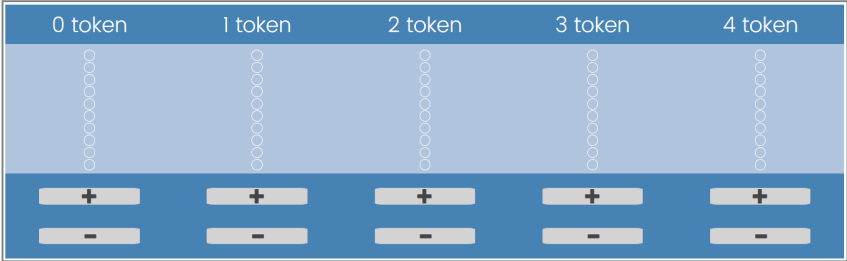 0 token 1 token 2 token 3 token 4 token
+ + + + +
- - - - -